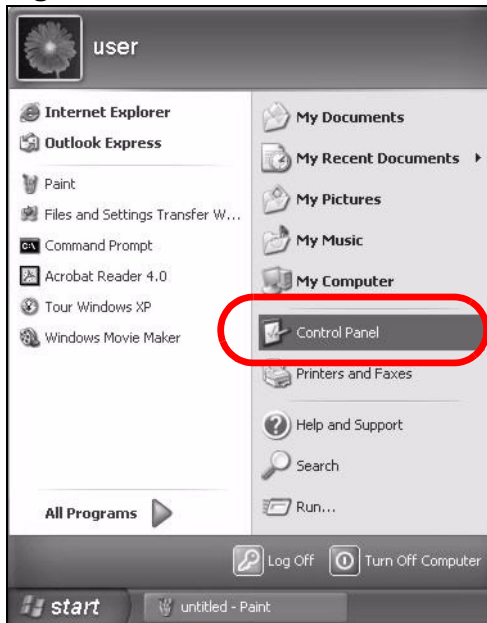 user
Internet Explorer
Outlook Express
Paint
Files and Settings Transfer W...
Command Prompt
Acrobat Reader 4.0
Tour Windows XP
Windows Movie Maker
All Programs
My Documents
My Recent Documents
My Pictures
My Music
My Computer
Control Panel
Printers and Faxes
Help and Support
Search
Run...
Log Off
Turn Off Computer
start
untitled - Paint